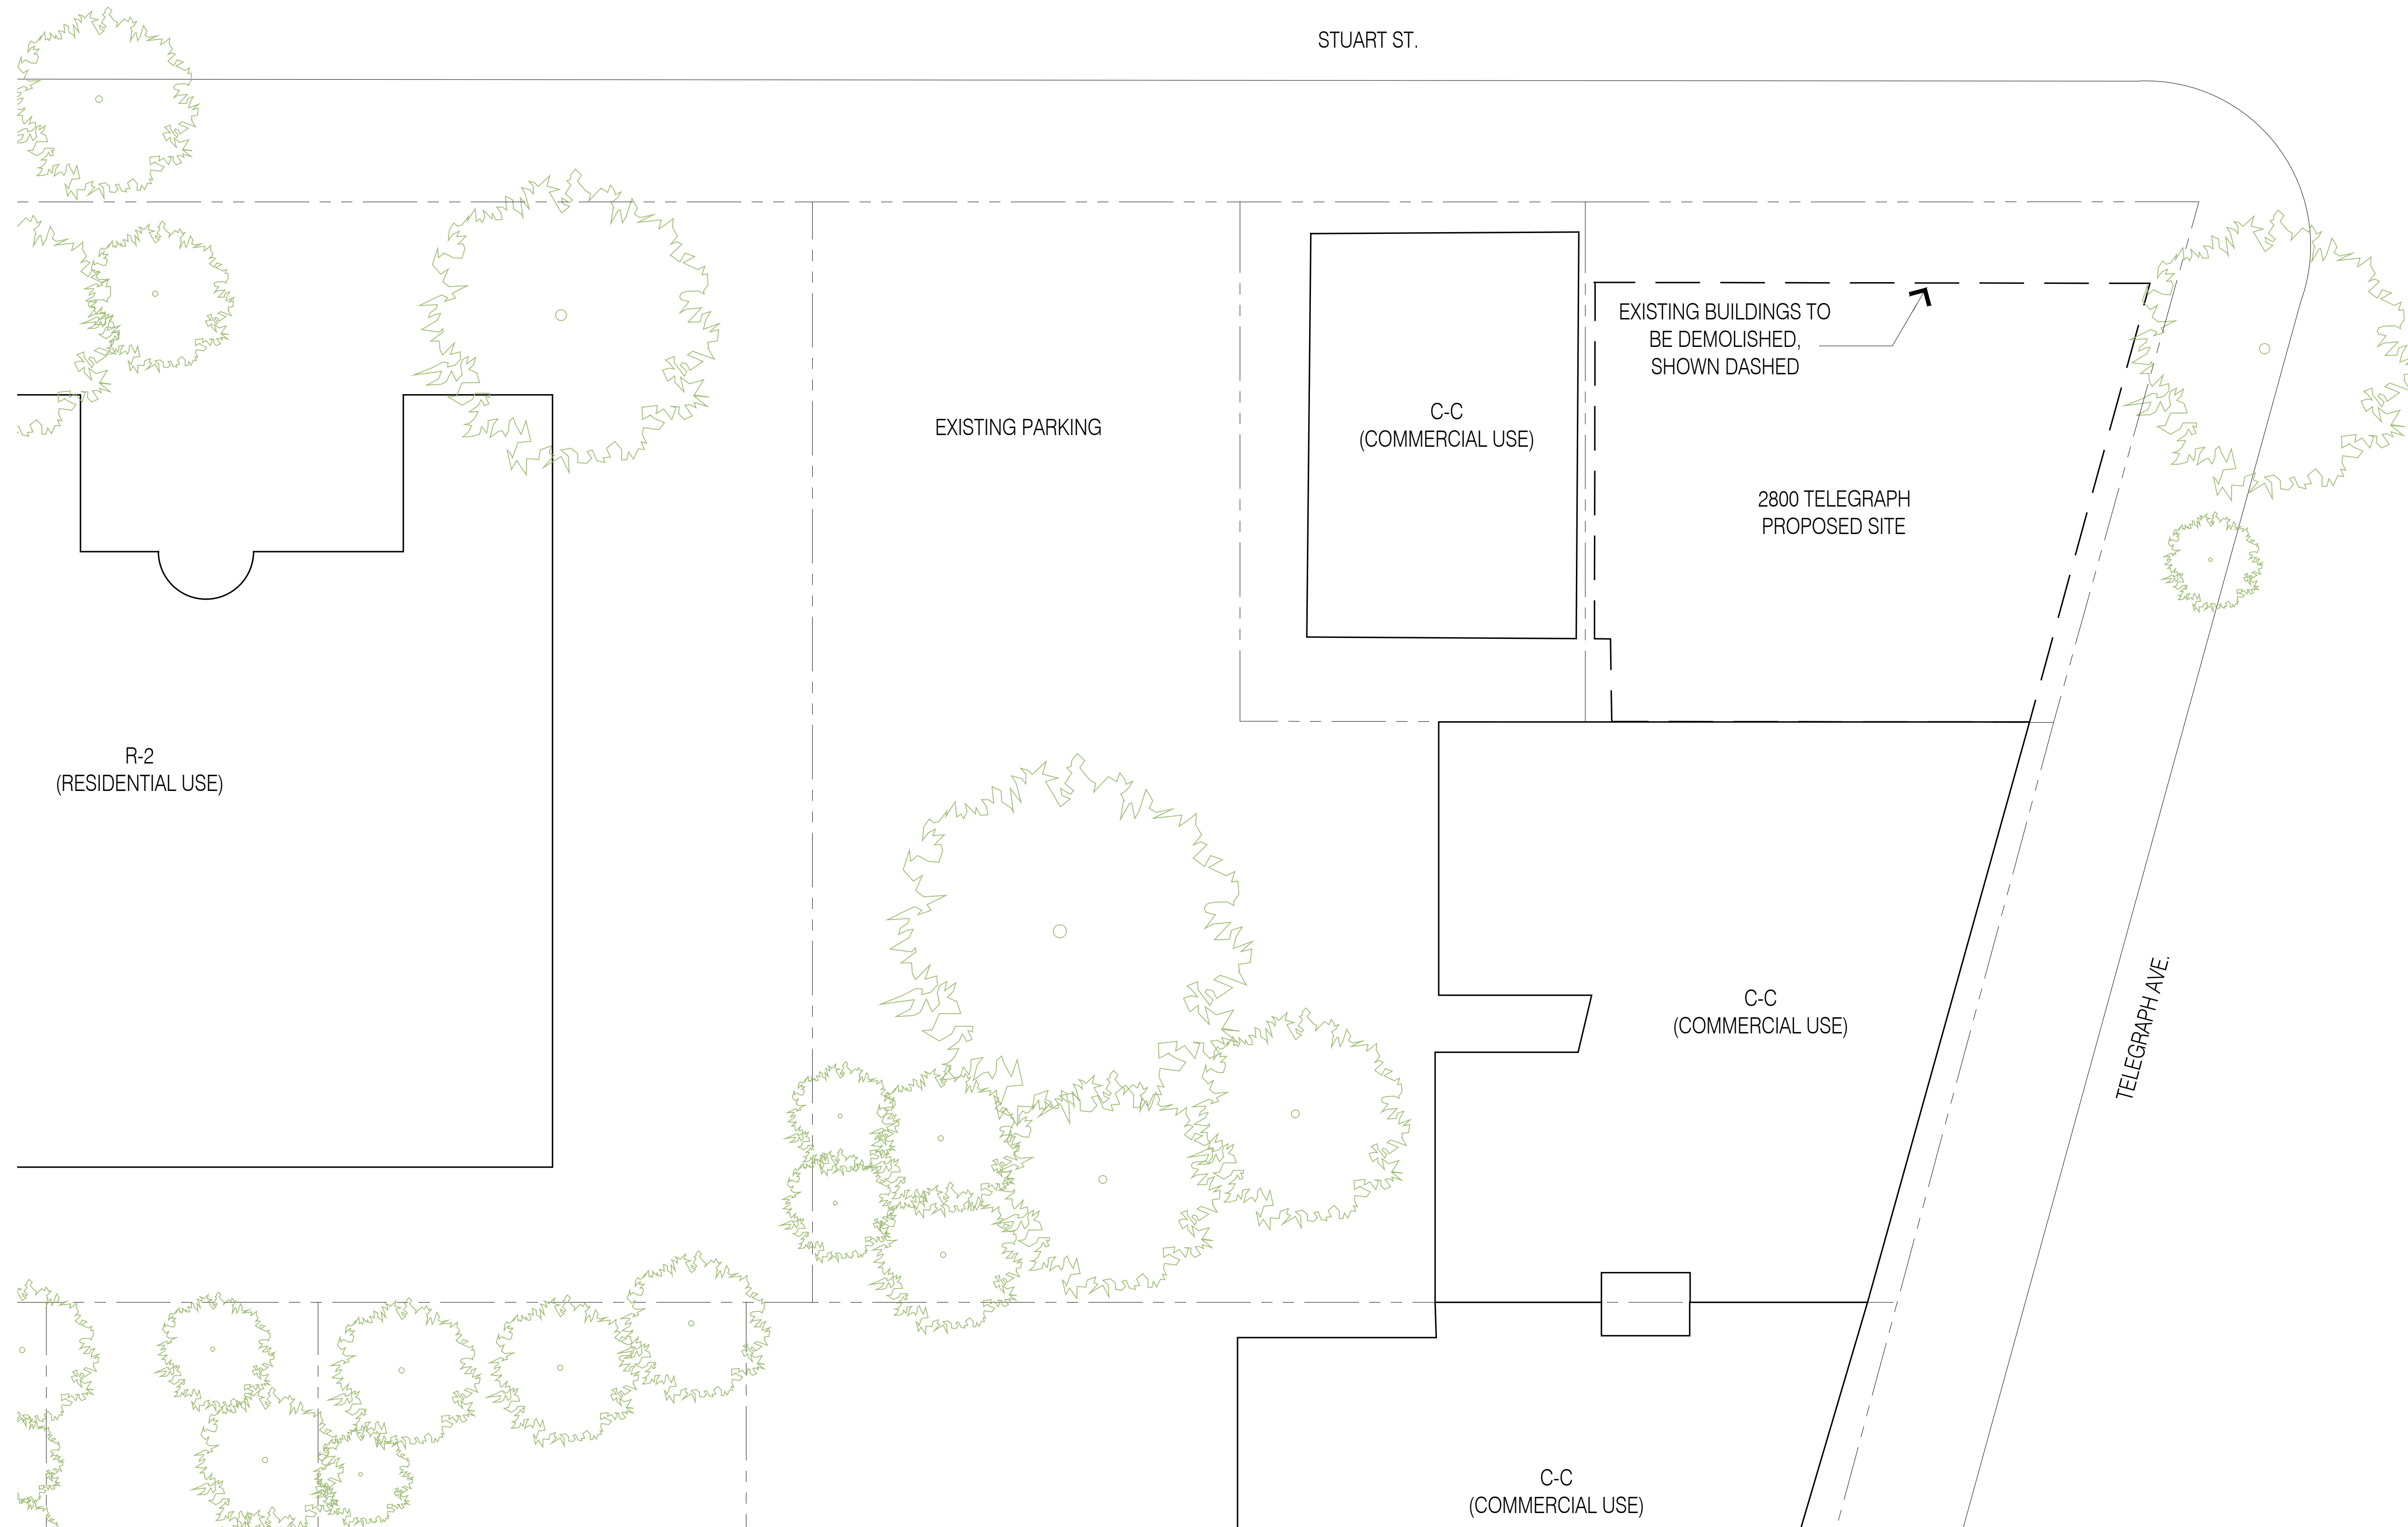 STUART ST.
EXISTING BUILDINGS TO
BE DEMOLISHED,
SHOWN DASHED
EXISTING PARKING
C-C
(COMMERCIAL USE)
2800 TELEGRAPH
PROPOSED SITE
R-2
(RESIDENTIAL USE)
C-C
(COMMERCIAL USE)
TELEGRAPH AVE.
C-C
(COMMERCIAL USE)